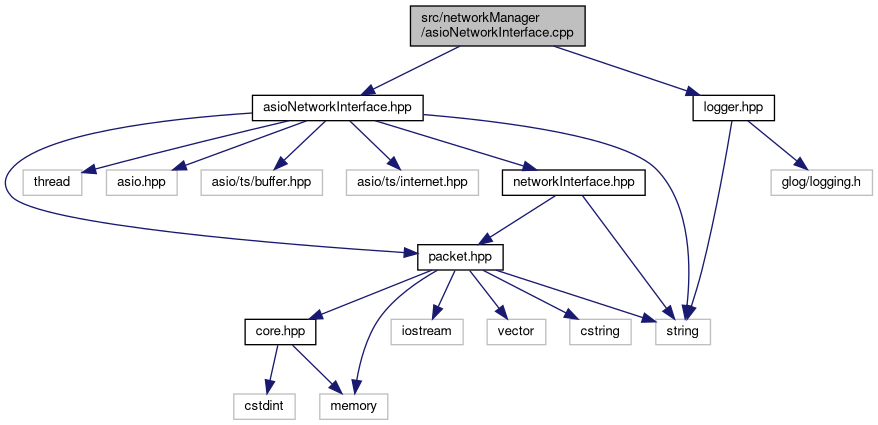 src/networkManager
/asioNetworkInterface.cpp
asioNetworkInterface.hpp
logger.hpp
thread
asio.hpp
asio/ts/buffer.hpp
asio/ts/internet.hpp
networkInterface.hpp
glog/logging.h
packet.hpp
core.hpp
iostream
vector
cstring
string
cstdint
memory